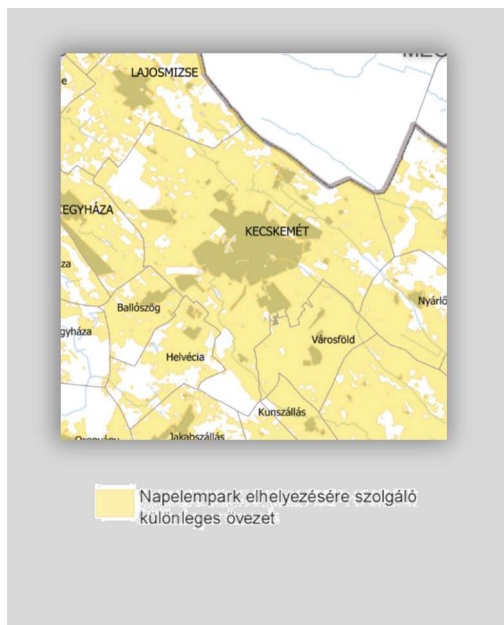 LAJOSMIZSE
KECSKEMÉT
Ballószög
Helvécia
Városföld
Kunszállás
Jakabszállás
Napelempark elhelyezésére szolgáló
különleges övezet